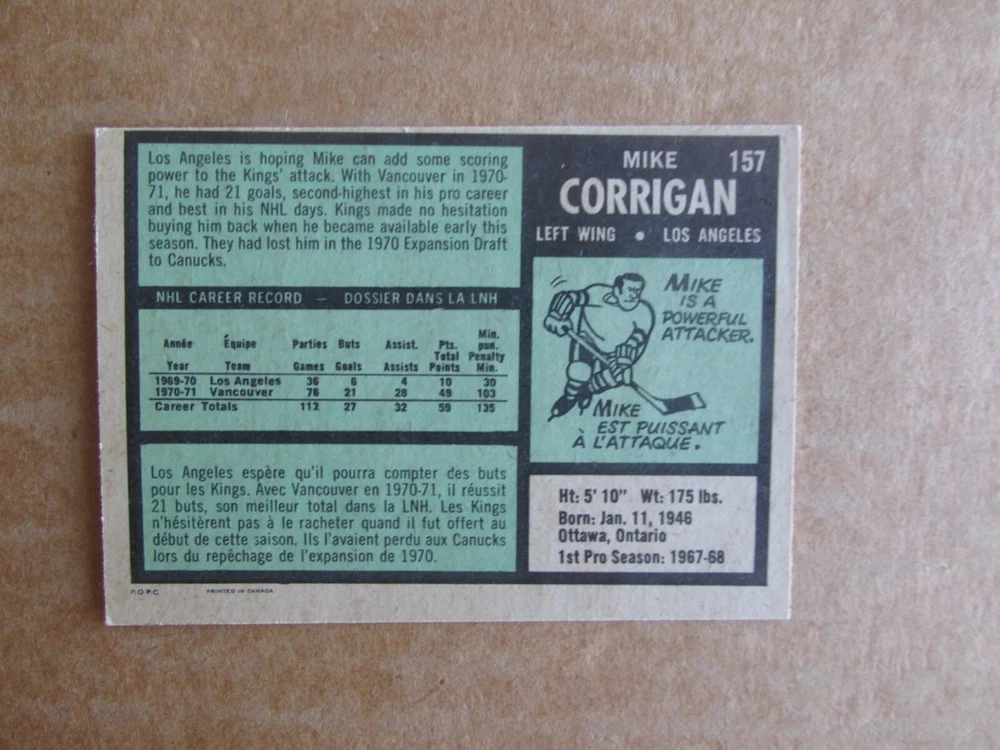 Los Angeles is hoping Mike can add some scoring
power to the Kings' attack. With Vancouver in 1970-
71, he had 21 goals, second-highest in his pro career
and best in his NHL days. Kings made no hesitation
buying him back when he became available early this
season. They had lost him in the 1970 Expansion Draft
to Canucks.
NHL CAREER RECORD — DOSSIER DANS LA LNH
Année Équipe Parties Buts Assist. Pts. Min. pun.
Year Team Games Goals Assists Total Points Penalty Min.
1969-70 Los Angeles 36 6 4 10 30
1970-71 Vancouver 76 21 28 49 103
Career Totals 112 27 32 59 135
Los Angeles espère qu'il pourra compter des buts
pour les Kings. Avec Vancouver en 1970-71, il réussit
21 buts, son meilleur total dans la LNH. Les Kings
n'hésitèrent pas à le racheter quand il fut offert au
début de cette saison. Ils l'avaient perdu aux Canucks
lors du repêchage de l'expansion de 1970.
MIKE 157
CORRIGAN
LEFT WING • LOS ANGELES
MIKE
IS A
POWERFUL
ATTACKER.
MIKE
EST PUISSANT
À L'ATTAQUE.
Ht: 5' 10" Wt: 175 lbs.
Born: Jan. 11, 1946
Ottawa, Ontario
1st Pro Season: 1967-68
O.P.C. PRINTED IN CANADA